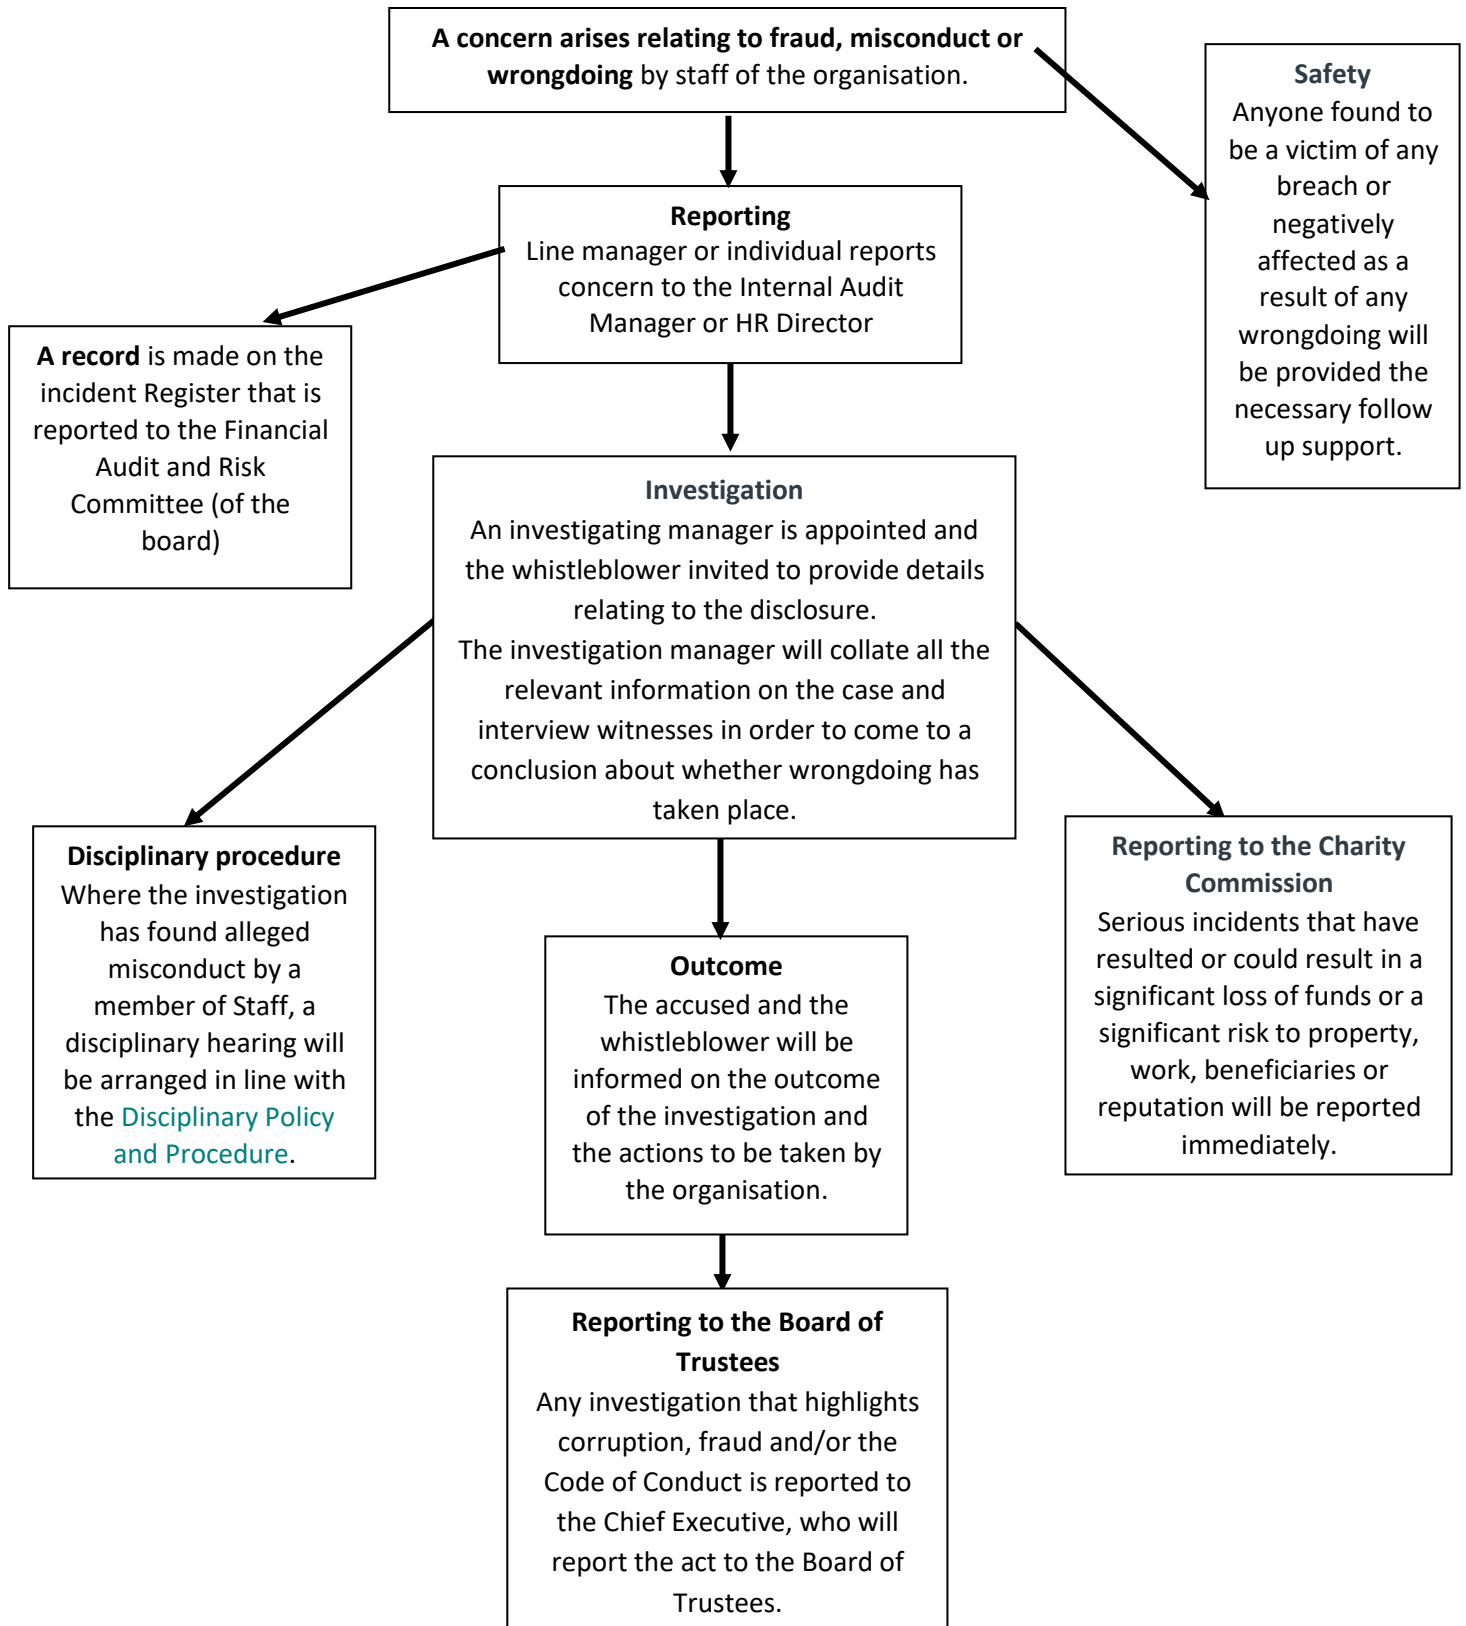 A concern arises relating to fraud, misconduct or
wrongdoing by staff of the organisation.
Safety
Anyone found to
be a victim of any
breach or
negatively
affected as a
result of any
wrongdoing will
be provided the
necessary follow
up support.
Reporting
Line manager or individual reports
concern to the Internal Audit
Manager or HR Director
A record is made on the
incident Register that is
reported to the Financial
Audit and Risk
Committee (of the
board)
Investigation
An investigating manager is appointed and
the whistleblower invited to provide details
relating to the disclosure.
The investigation manager will collate all the
relevant information on the case and
interview witnesses in order to come to a
conclusion about whether wrongdoing has
taken place.
Disciplinary procedure
Where the investigation
has found alleged
misconduct by a
member of Staff, a
disciplinary hearing will
be arranged in line with
the Disciplinary Policy
and Procedure.
Outcome
The accused and the
whistleblower will be
informed on the outcome
of the investigation and
the actions to be taken by
the organisation.
Reporting to the Charity
Commission
Serious incidents that have
resulted or could result in a
significant loss of funds or a
significant risk to property,
work, beneficiaries or
reputation will be reported
immediately.
Reporting to the Board of
Trustees
Any investigation that highlights
corruption, fraud and/or the
Code of Conduct is reported to
the Chief Executive, who will
report the act to the Board of
Trustees.